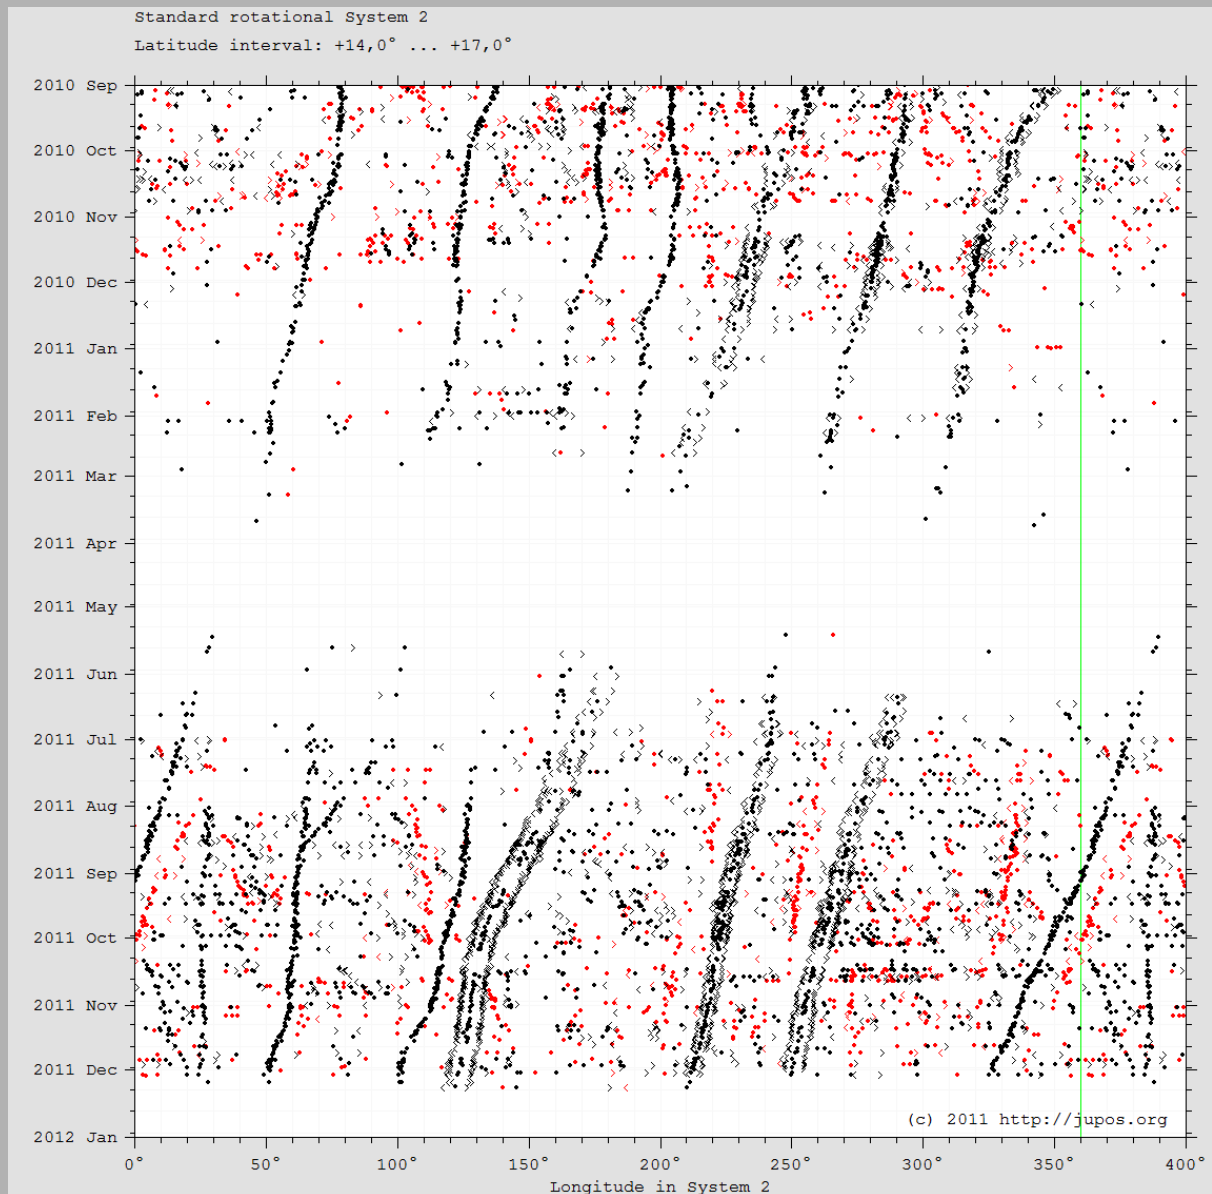 Standard rotational System 2
Latitude interval: +14,0° ... +17,0°
2010 Sep
2010 Oct
2010 Nov
2010 Dec
2011 Jan
2011 Feb
2011 Mar
2011 Apr
2011 May
2011 Jun
2011 Jul
2011 Aug
2011 Sep
2011 Oct
2011 Nov
2011 Dec
2012 Jan
(c) 2011 http://jupos.org
0° 50° 100° 150° 200° 250° 300° 350° 400°
Longitude in System 2